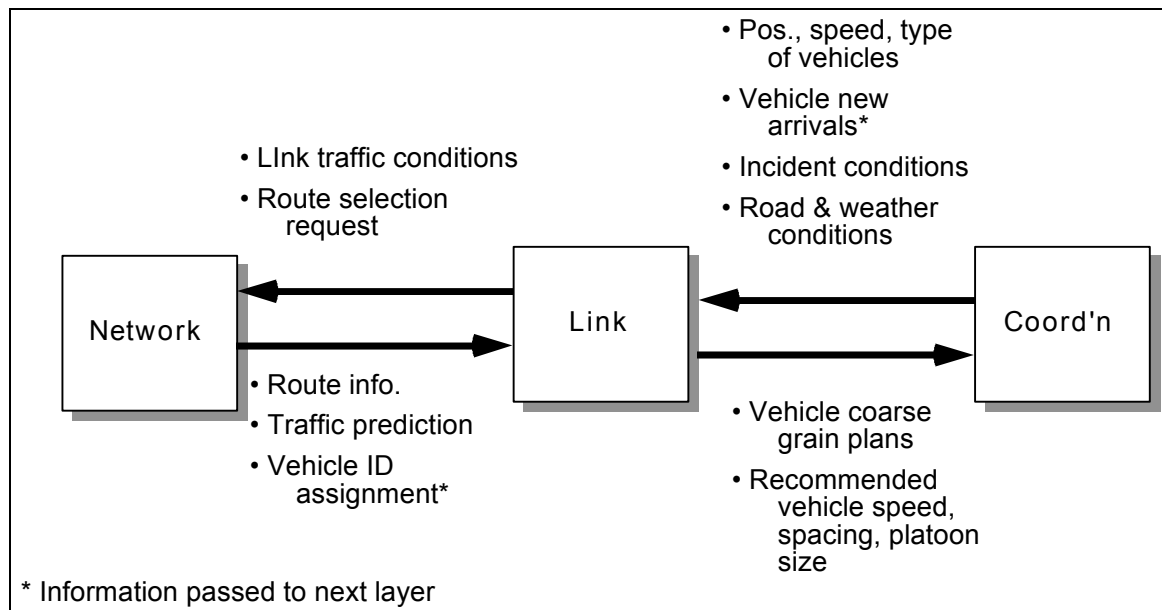 • Pos., speed, type
of vehicles
• Vehicle new
arrivals*
• Incident conditions
• Road & weather
conditions
• LInk traffic conditions
• Route selection
request
Network
Link
Coord'n
• Route info.
• Traffic prediction
• Vehicle ID
assignment*
• Vehicle coarse
grain plans
• Recommended
vehicle speed,
spacing, platoon
size
* Information passed to next layer